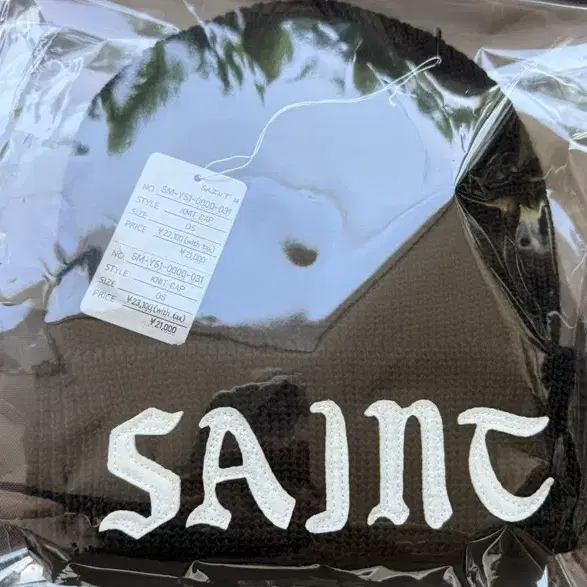 SAINT M
NO. SM-YS1-0000-031
STYLE KNIT CAP
SIZE OS
PRICE ¥23,100 (with tax)
¥21,000
NO. SM-YS1-0000-031
STYLE KNIT CAP
SIZE OS
PRICE ¥23,100 (with tax)
¥21,000
SAINT